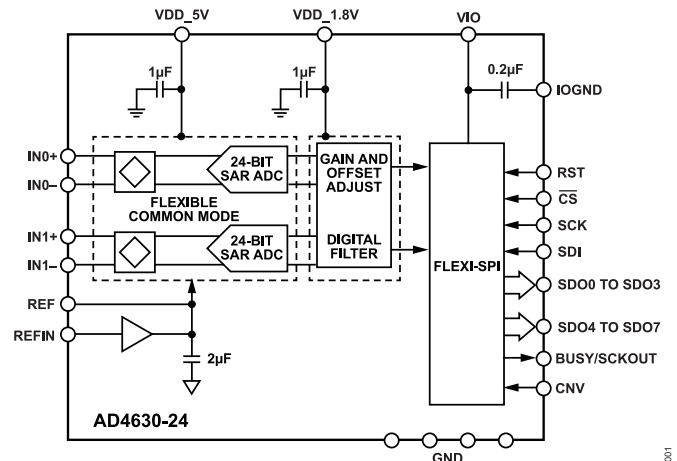 VDD_5V
VDD_1.8V
VIO
1µF
1µF
0.2µF
IOGND
IN0+
IN0–
24-BIT
SAR ADC
GAIN AND
OFFSET
ADJUST
FLEXIBLE
COMMON MODE
IN1+
IN1–
24-BIT
SAR ADC
DIGITAL
FILTER
FLEXI-SPI
RST
CS
SCK
SDI
SDO0 TO SDO3
SDO4 TO SDO7
BUSY/SCKOUT
CNV
REF
REFIN
2µF
AD4630-24
GND
001